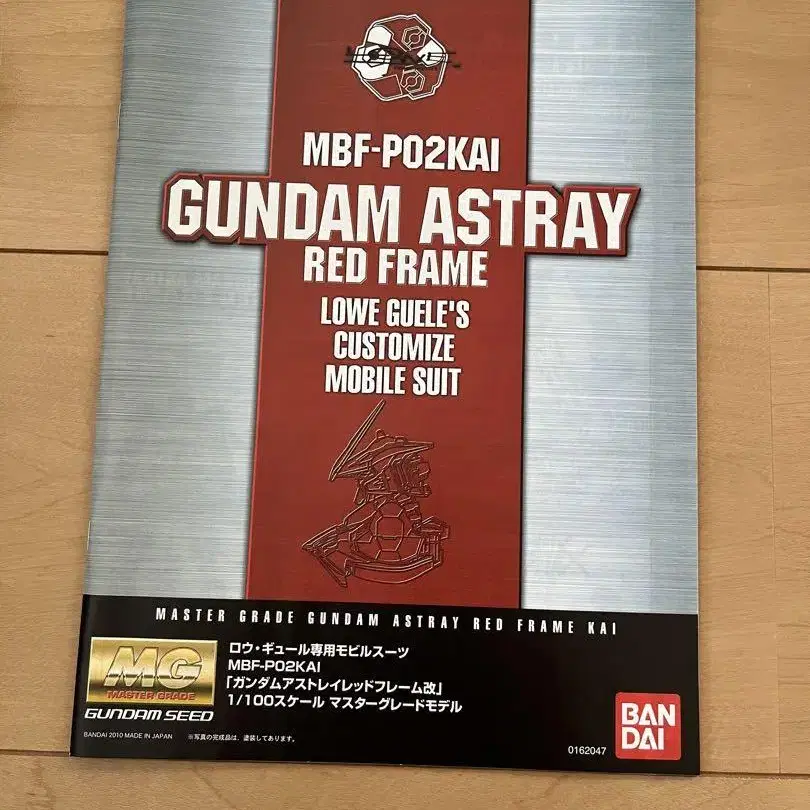 MBF-P02KAI
GUNDAM ASTRAY
RED FRAME
LOWE GUELE'S
CUSTOMIZE
MOBILE SUIT
MASTER GRADE GUNDAM ASTRAY RED FRAME KAI
MG
MASTER GRADE
GUNDAM SEED
ロウ・ギュール専用モビルスーツ
MBF-P02KAI
「ガンダムアストレイレッドフレーム改」
1/100スケール マスターグレードモデル
BANDAI 2010 MADE IN JAPAN
※写真の完成品は、塗装してあります。
0162047
BAN
DAI